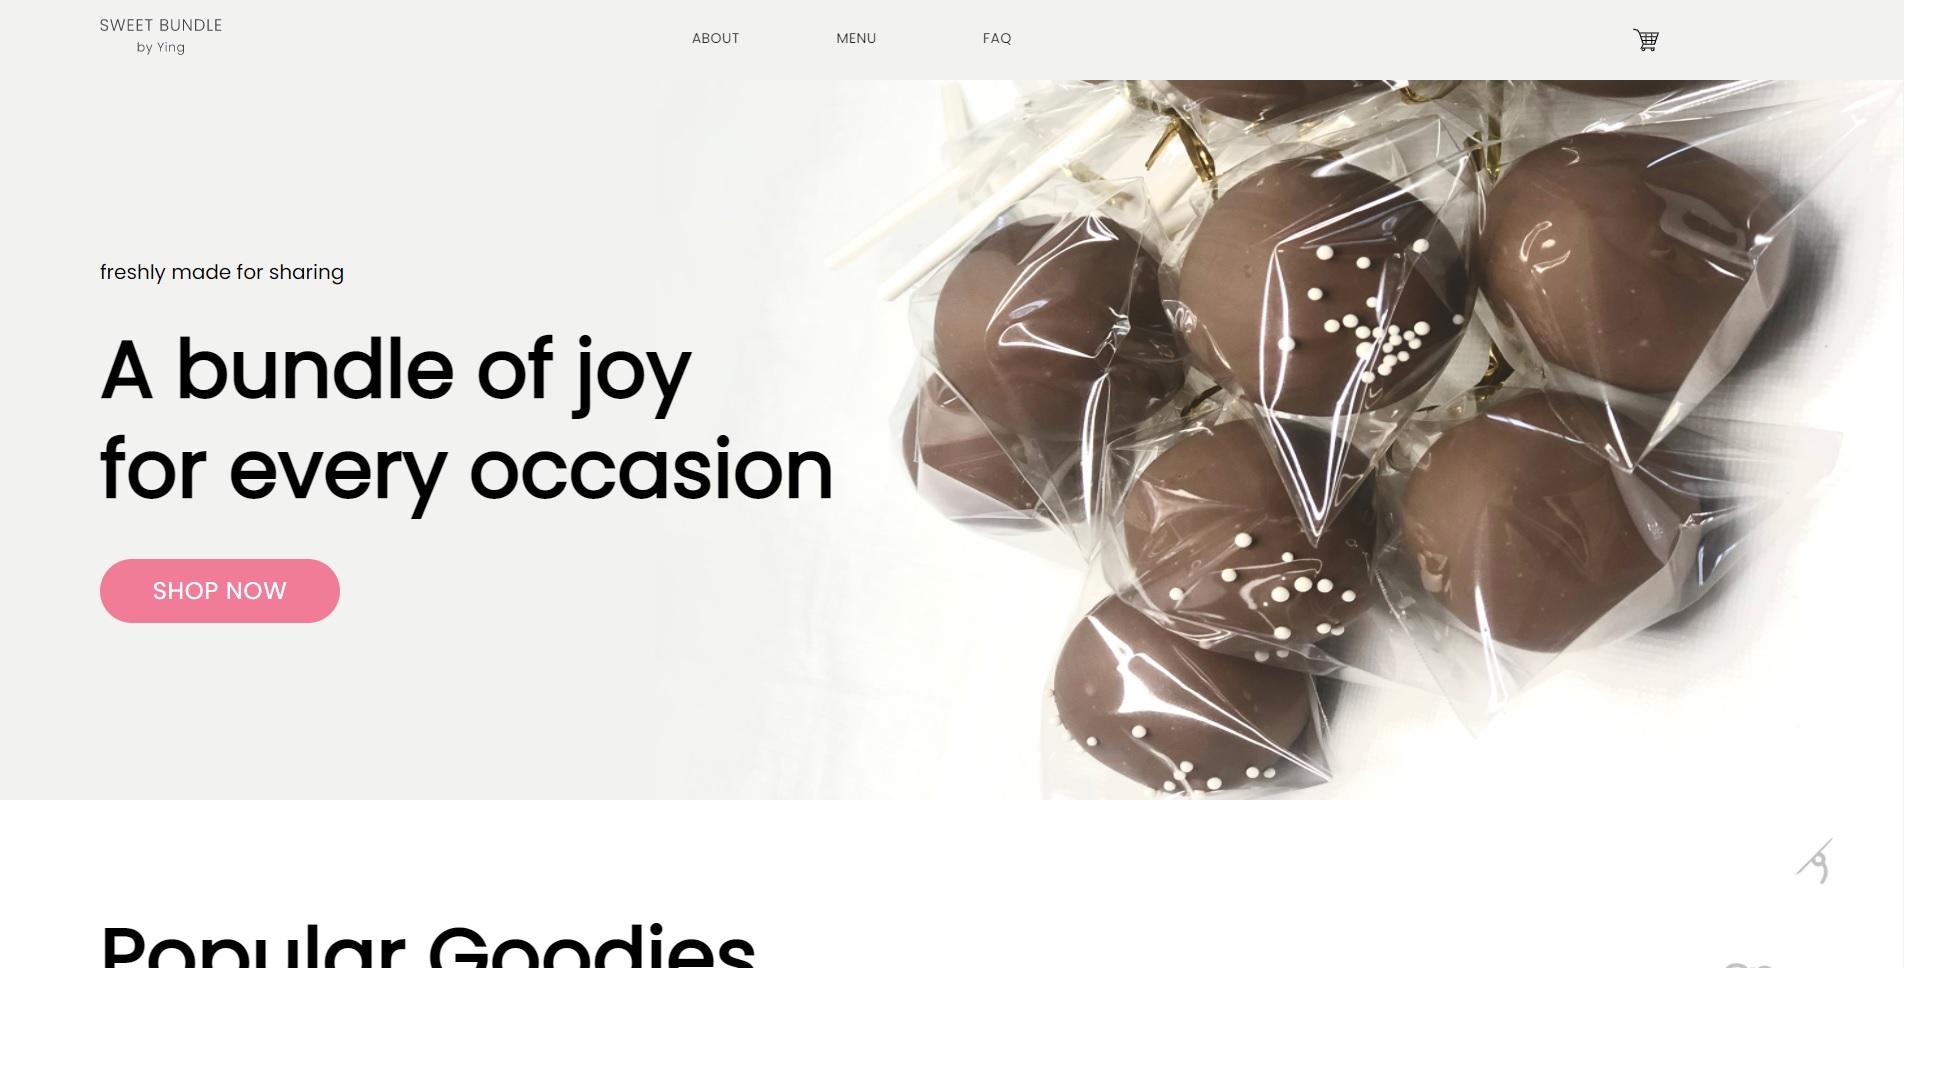 SWEET BUNDLE
by Ying
ABOUT
MENU
FAQ
freshly made for sharing
A bundle of joy
for every occasion
SHOP NOW
Popular Goodies